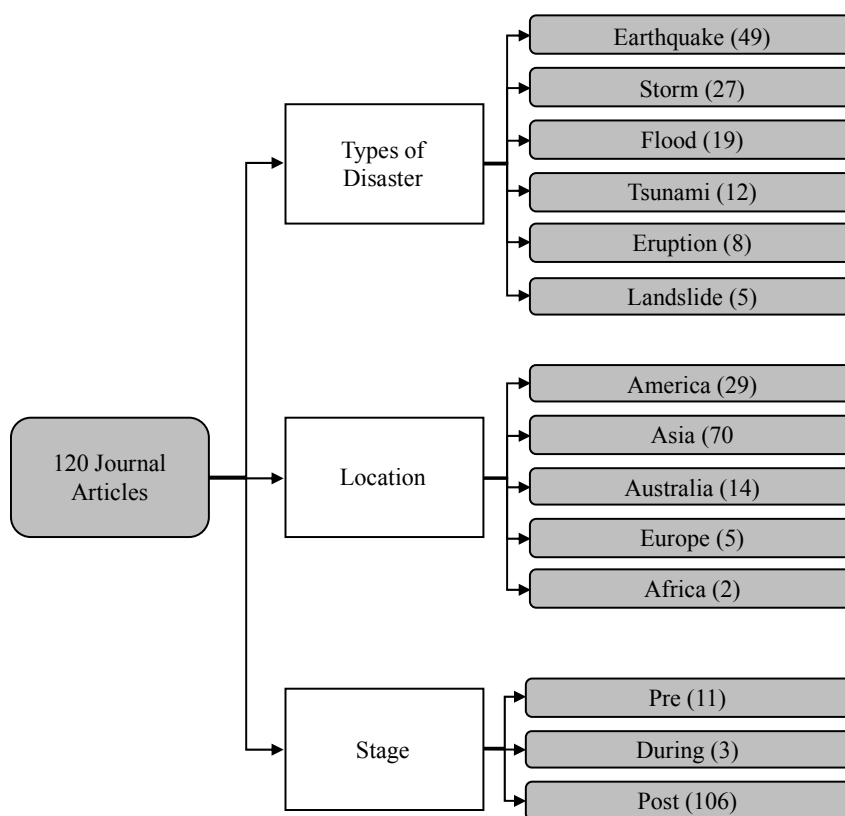 120 Journal
Articles
Types of
Disaster
Earthquake (49)
Storm (27)
Flood (19)
Tsunami (12)
Eruption (8)
Landslide (5)
Location
America (29)
Asia (70
Australia (14)
Europe (5)
Africa (2)
Stage
Pre (11)
During (3)
Post (106)